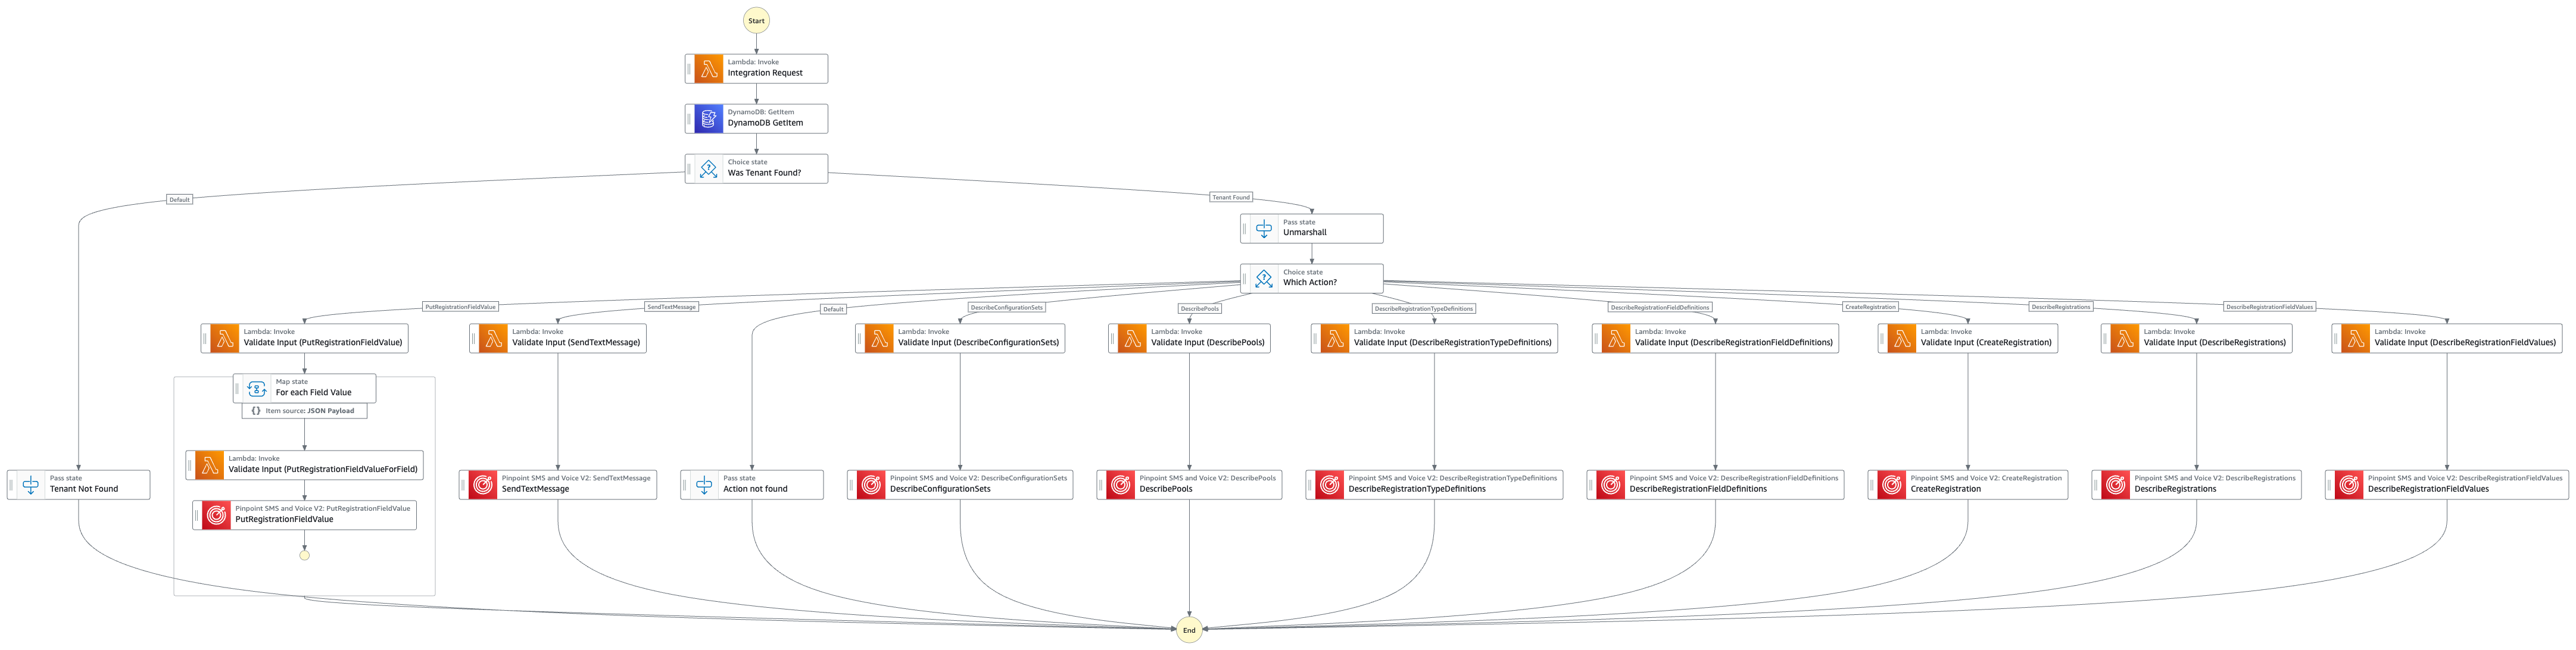 Start
Lambda: Invoke
Integration Request
DynamoDB: GetItem
DynamoDB GetItem
Choice state
Was Tenant Found?
Default
Tenant Found
Pass state
Unmarshall
Choice state
Which Action?
PutRegistrationFieldValue
SendTextMessage
Default
DescribeConfigurationSets
DescribePools
DescribeRegistrationTypeDefinitions
DescribeRegistrationFieldDefinitions
CreateRegistration
DescribeRegistrations
DescribeRegistrationFieldValues
Lambda: Invoke
Validate Input (PutRegistrationFieldValue)
Lambda: Invoke
Validate Input (SendTextMessage)
Lambda: Invoke
Validate Input (DescribeConfigurationSets)
Lambda: Invoke
Validate Input (DescribePools)
Lambda: Invoke
Validate Input (DescribeRegistrationTypeDefinitions)
Lambda: Invoke
Validate Input (DescribeRegistrationFieldDefinitions)
Lambda: Invoke
Validate Input (CreateRegistration)
Lambda: Invoke
Validate Input (DescribeRegistrations)
Lambda: Invoke
Validate Input (DescribeRegistrationFieldValues)
Map state
For each Field Value
{} Item source: JSON Payload
Lambda: Invoke
Validate Input (PutRegistrationFieldValueForField)
Pass state
Tenant Not Found
Pinpoint SMS and Voice V2: PutRegistrationFieldValue
PutRegistrationFieldValue
Pinpoint SMS and Voice V2: SendTextMessage
SendTextMessage
Pass state
Action not found
Pinpoint SMS and Voice V2: DescribeConfigurationSets
DescribeConfigurationSets
Pinpoint SMS and Voice V2: DescribePools
DescribePools
Pinpoint SMS and Voice V2: DescribeRegistrationTypeDefinitions
DescribeRegistrationTypeDefinitions
Pinpoint SMS and Voice V2: DescribeRegistrationFieldDefinitions
DescribeRegistrationFieldDefinitions
Pinpoint SMS and Voice V2: CreateRegistration
CreateRegistration
Pinpoint SMS and Voice V2: DescribeRegistrations
DescribeRegistrations
Pinpoint SMS and Voice V2: DescribeRegistrationFieldValues
DescribeRegistrationFieldValues
End